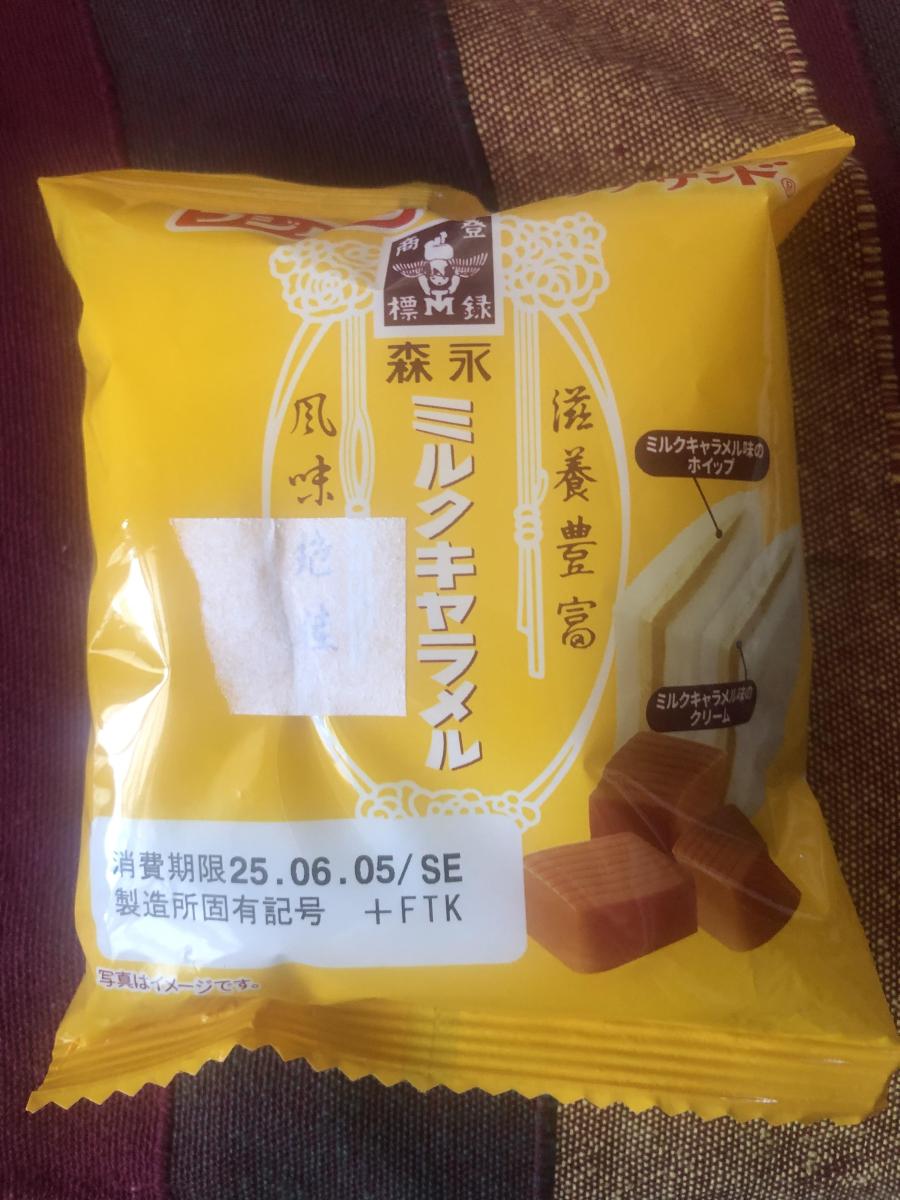 商登
標録
森永
ミルクキャラメル
滋養豊富
風味絶佳
ミルクキャラメル味の
ホイップ
ミルクキャラメル味の
クリーム
消費期限25.06.05/SE
製造所固有記号 +FTK
写真はイメージです。